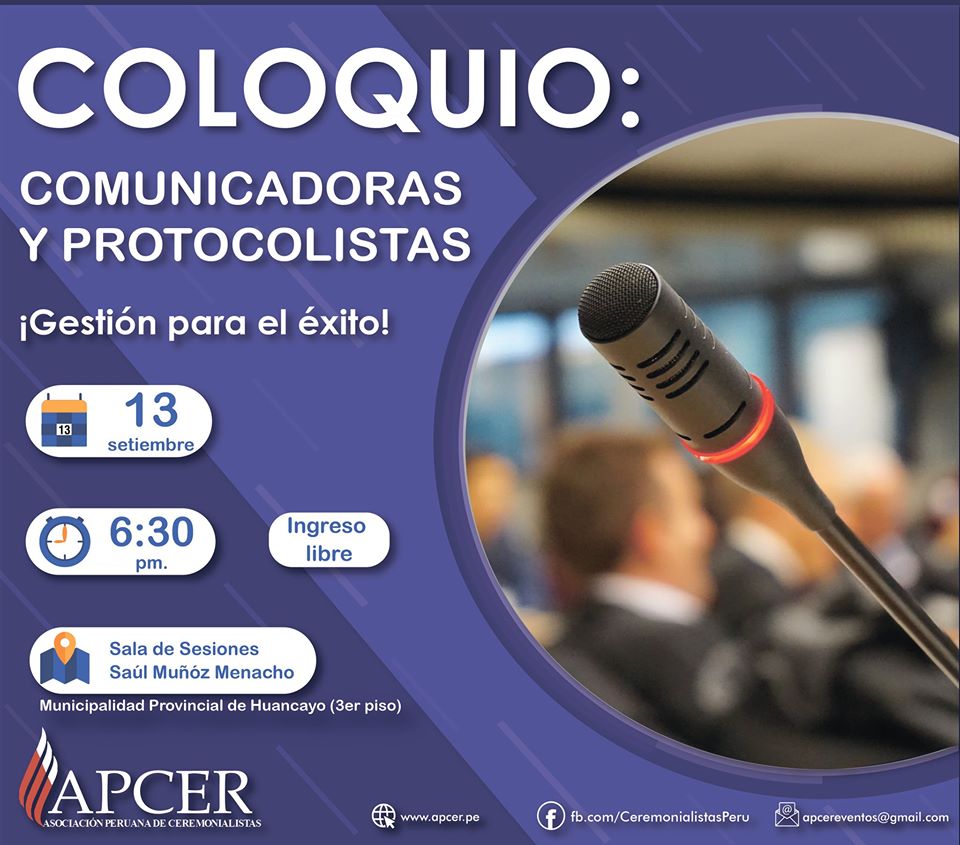 COLOQUIO:
COMUNICADORAS
Y PROTOCOLISTAS
¡Gestión para el éxito!
13
13
setiembre
6:30
pm.
Ingreso
libre
Sala de Sesiones
Saúl Muñóz Menacho
Municipalidad Provincial de Huancayo (3er piso)
APCER
ASOCIACIÓN PERUANA DE CEREMONIALISTAS
www.apcer.pe
fb.com/CeremonialistasPeru
apcereventos@gmail.com